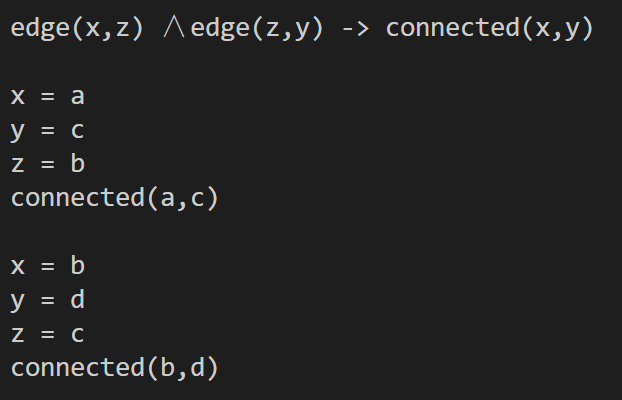 edge(x,z) ∧edge(z,y) -> connected(x,y)
x = a
y = c
z = b
connected(a,c)
x = b
y = d
z = c
connected(b,d)